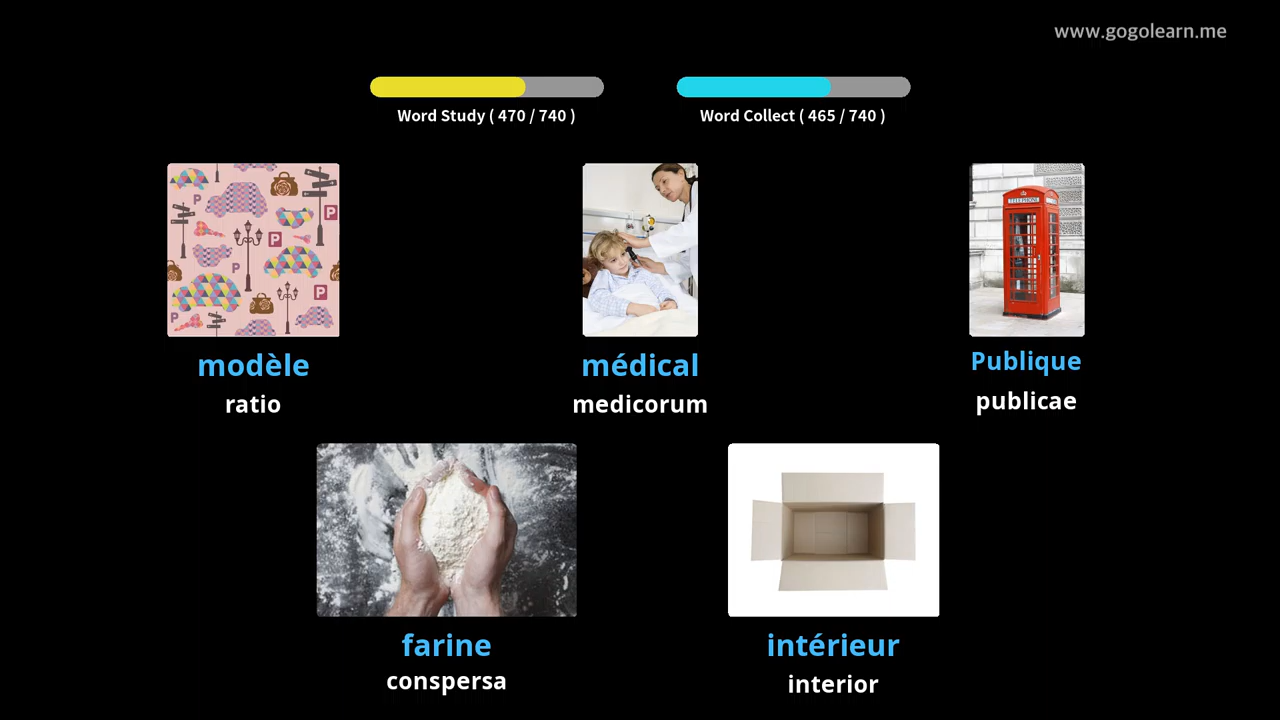 www.gogolearn.me
Word Study ( 470 / 740 )
Word Collect ( 465 / 740 )
P
P
P
P
P
P
TELEPHONE
modèle
médical
Publique
ratio
medicorum
publicae
farine
intérieur
conspersa
interior